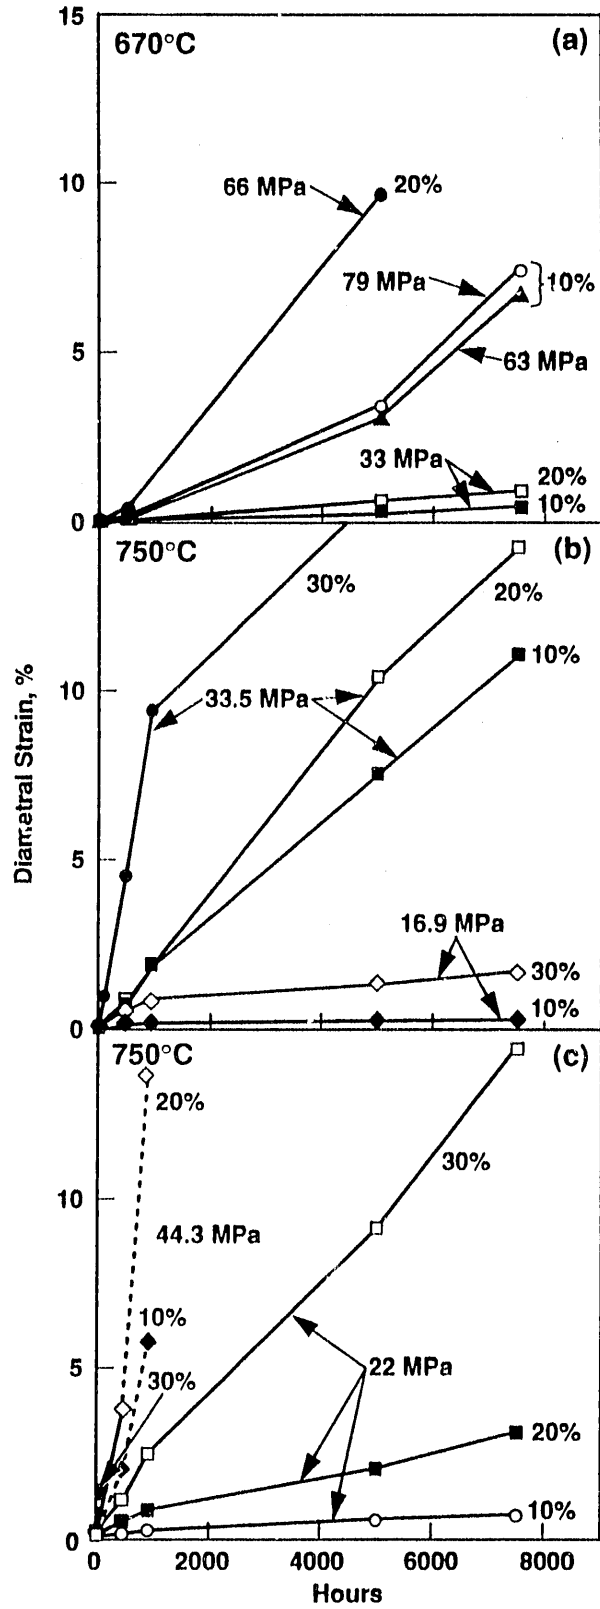 15
670°C
(a)
10
66 MPa
20%
79 MPa
10%
5
63 MPa
33 MPa
20%
10%
0
750°C
(b)
30%
20%
10%
10
33.5 MPa
Diametral Strain, %
5
16.9 MPa
30%
10%
0
750°C
(c)
20%
30%
10
44.3 MPa
10%
5
30%
22 MPa
20%
10%
0
0 2000 4000 6000 8000
Hours